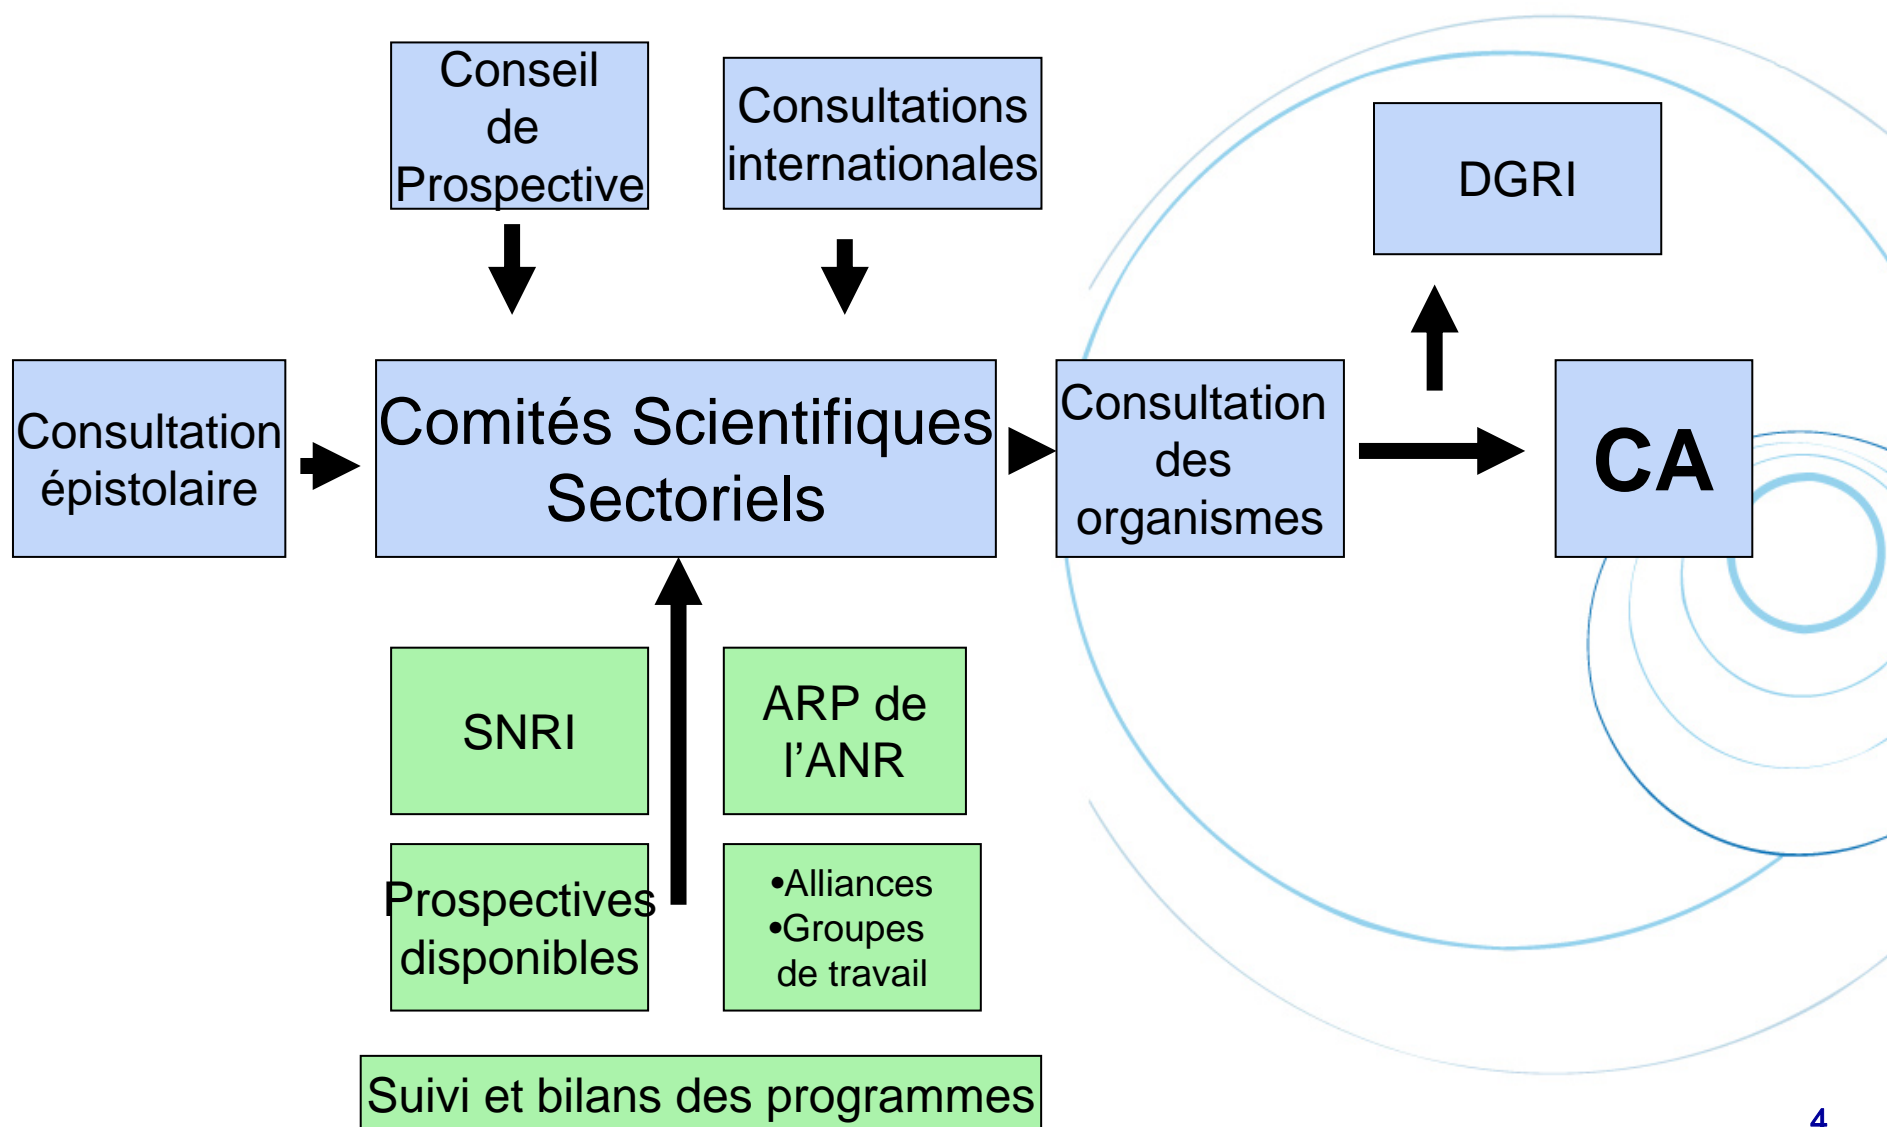 Conseil
de
Prospective
Consultations
internationales
DGRI
Consultation
épistolaire
Comités Scientifiques
Sectoriels
Consultation
des
organismes
CA
SNRI
ARP de
l’ANR
Prospectives
disponibles
•Alliances
•Groupes
de travail
Suivi et bilans des programmes
4